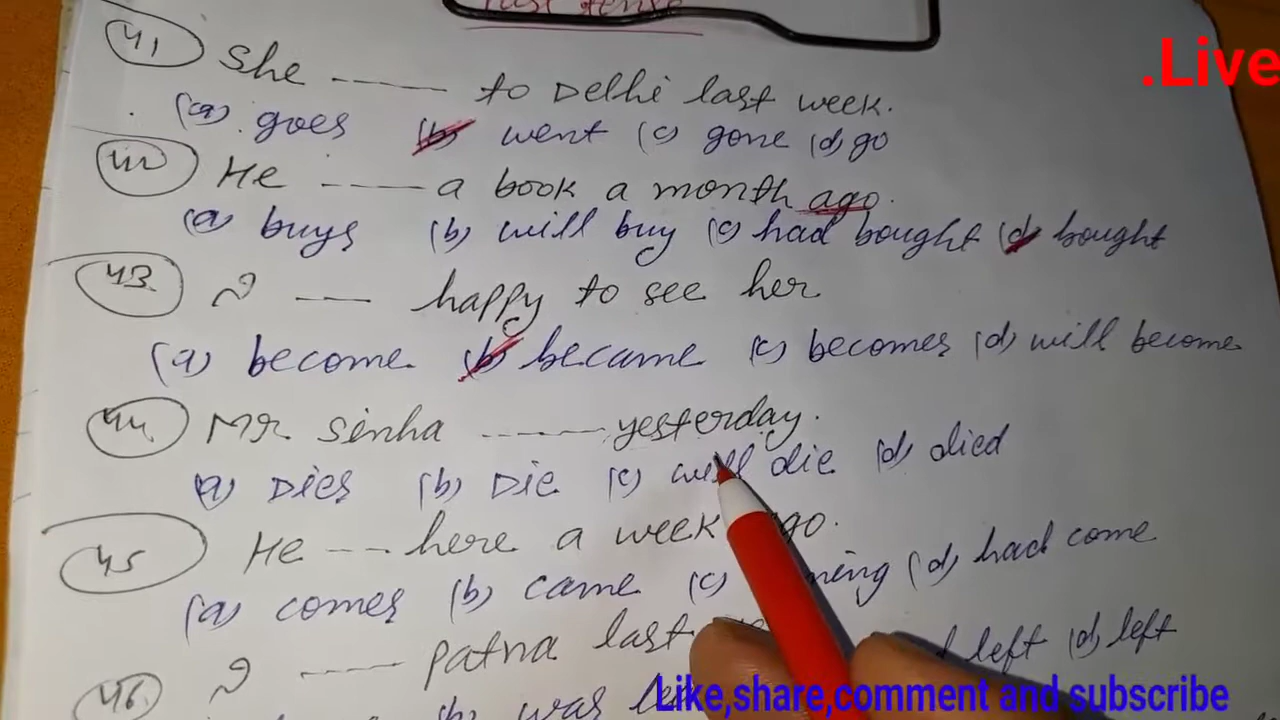 Past tense
.Live
41 She ------ to Delhi last week.
(a) goes (b) went (c) gone (d) go
He ----- a book a month ago.
(a) buys (b) will buy (c) had bought (d) bought
43. I ---- happy to see her
(a) become (b) became (c) becomes (d) will become
44. Mr sinha ------- yesterday.
(a) Dies (b) Die (c) will die (d) died
45 He ---- here a week ago.
(a) comes (b) came (c) (d) had come
46. I ----- patna last
(b) was left (d) left
Like,share,comment and subscribe